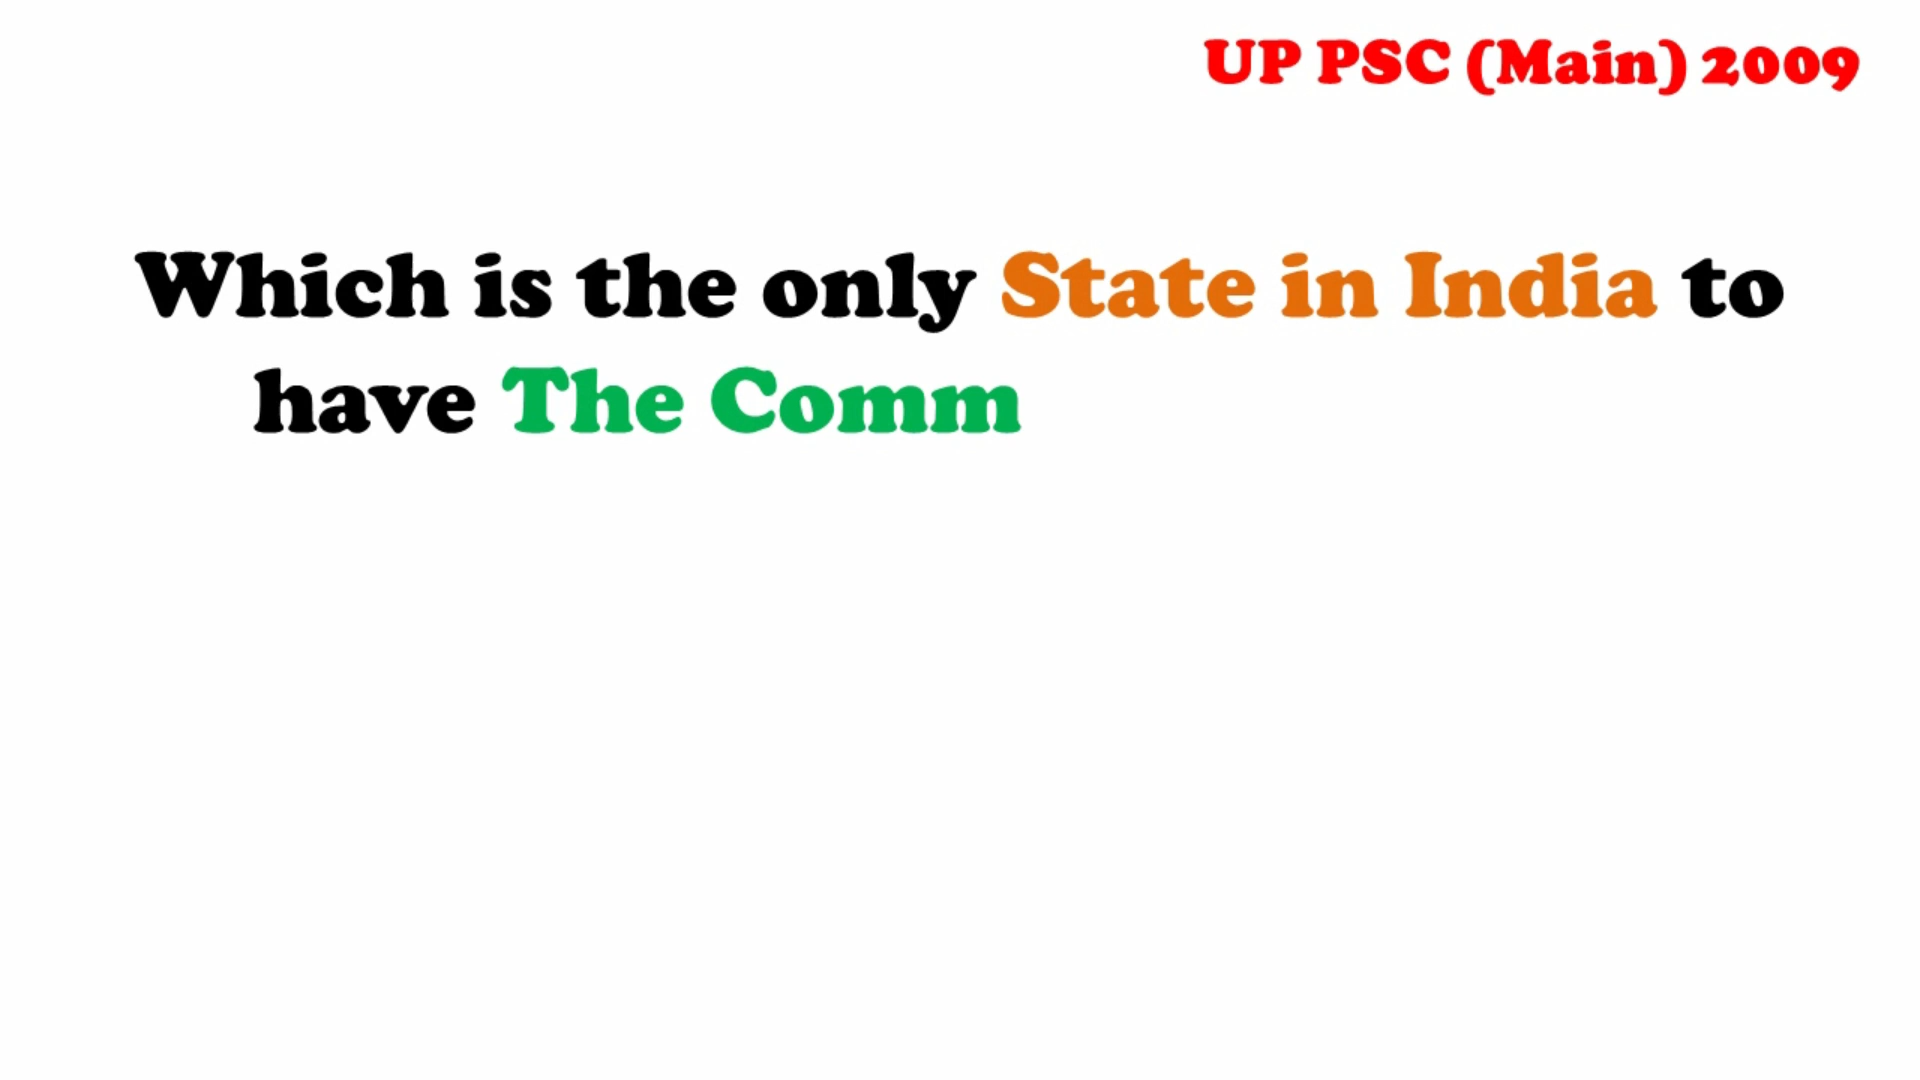 UP PSC (Main) 2009
Which is the only State in India to
have The Comm